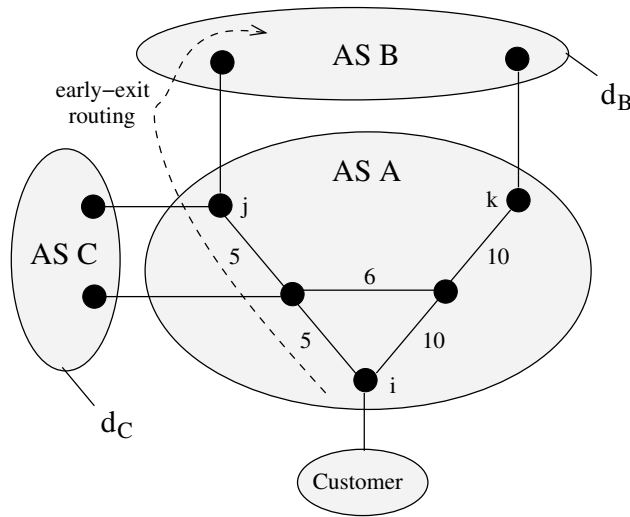 AS B
early−exit
routing
d_B
AS A
j
k
AS C
5
6
10
5
10
i
d_C
Customer